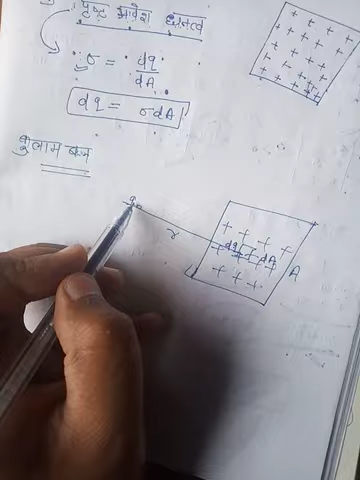 पृष्ठ आवेश घनत्व
σ = dq/dA
dq = σdA
कुलाम बल
q₀
r
dq
dA
A